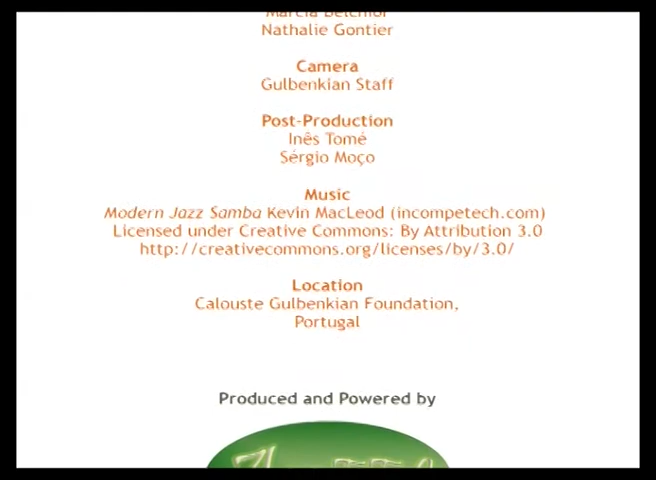 Marcia Belchior
Nathalie Gontier
Camera
Gulbenkian Staff
Post-Production
Inês Tomé
Sérgio Moço
Music
Modern Jazz Samba Kevin MacLeod (incompetech.com)
Licensed under Creative Commons: By Attribution 3.0
http://creativecommons.org/licenses/by/3.0/
Location
Calouste Gulbenkian Foundation,
Portugal
Produced and Powered by